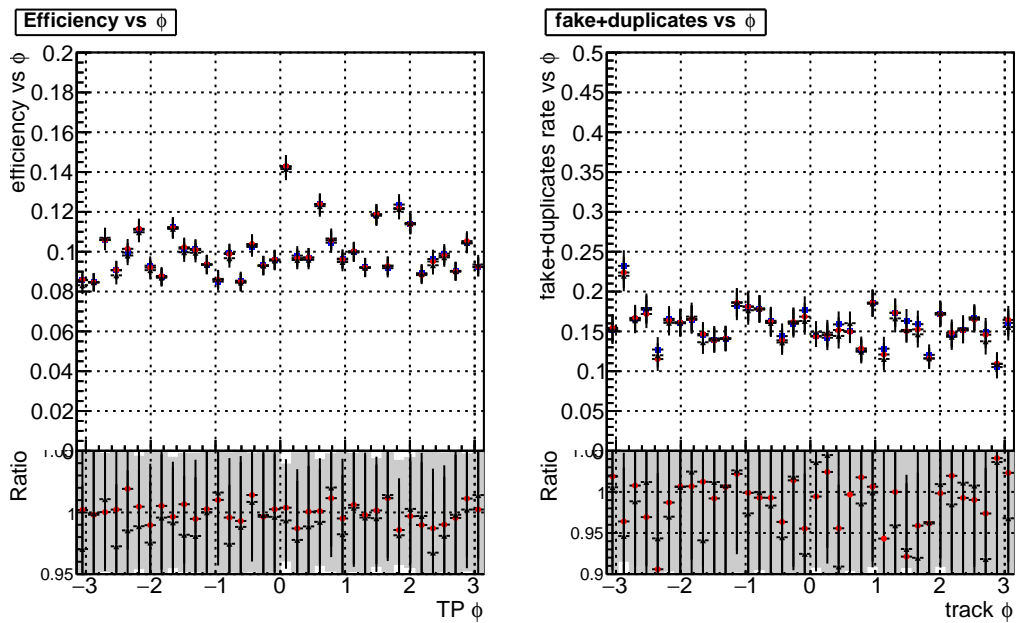 Efficiency vs ϕ
efficiency vs ϕ
0.2
0.18
0.16
0.14
0.12
0.1
0.08
0.06
0.04
0.02
0
Ratio
1
0.95
−3 −2 −1 0 1 2 3
TP ϕ
fake+duplicates vs ϕ
fake+duplicates rate vs ϕ
0.5
0.45
0.4
0.35
0.3
0.25
0.2
0.15
0.1
0.05
0
Ratio
1
0.95
0.9
−3 −2 −1 0 1 2 3
track ϕ